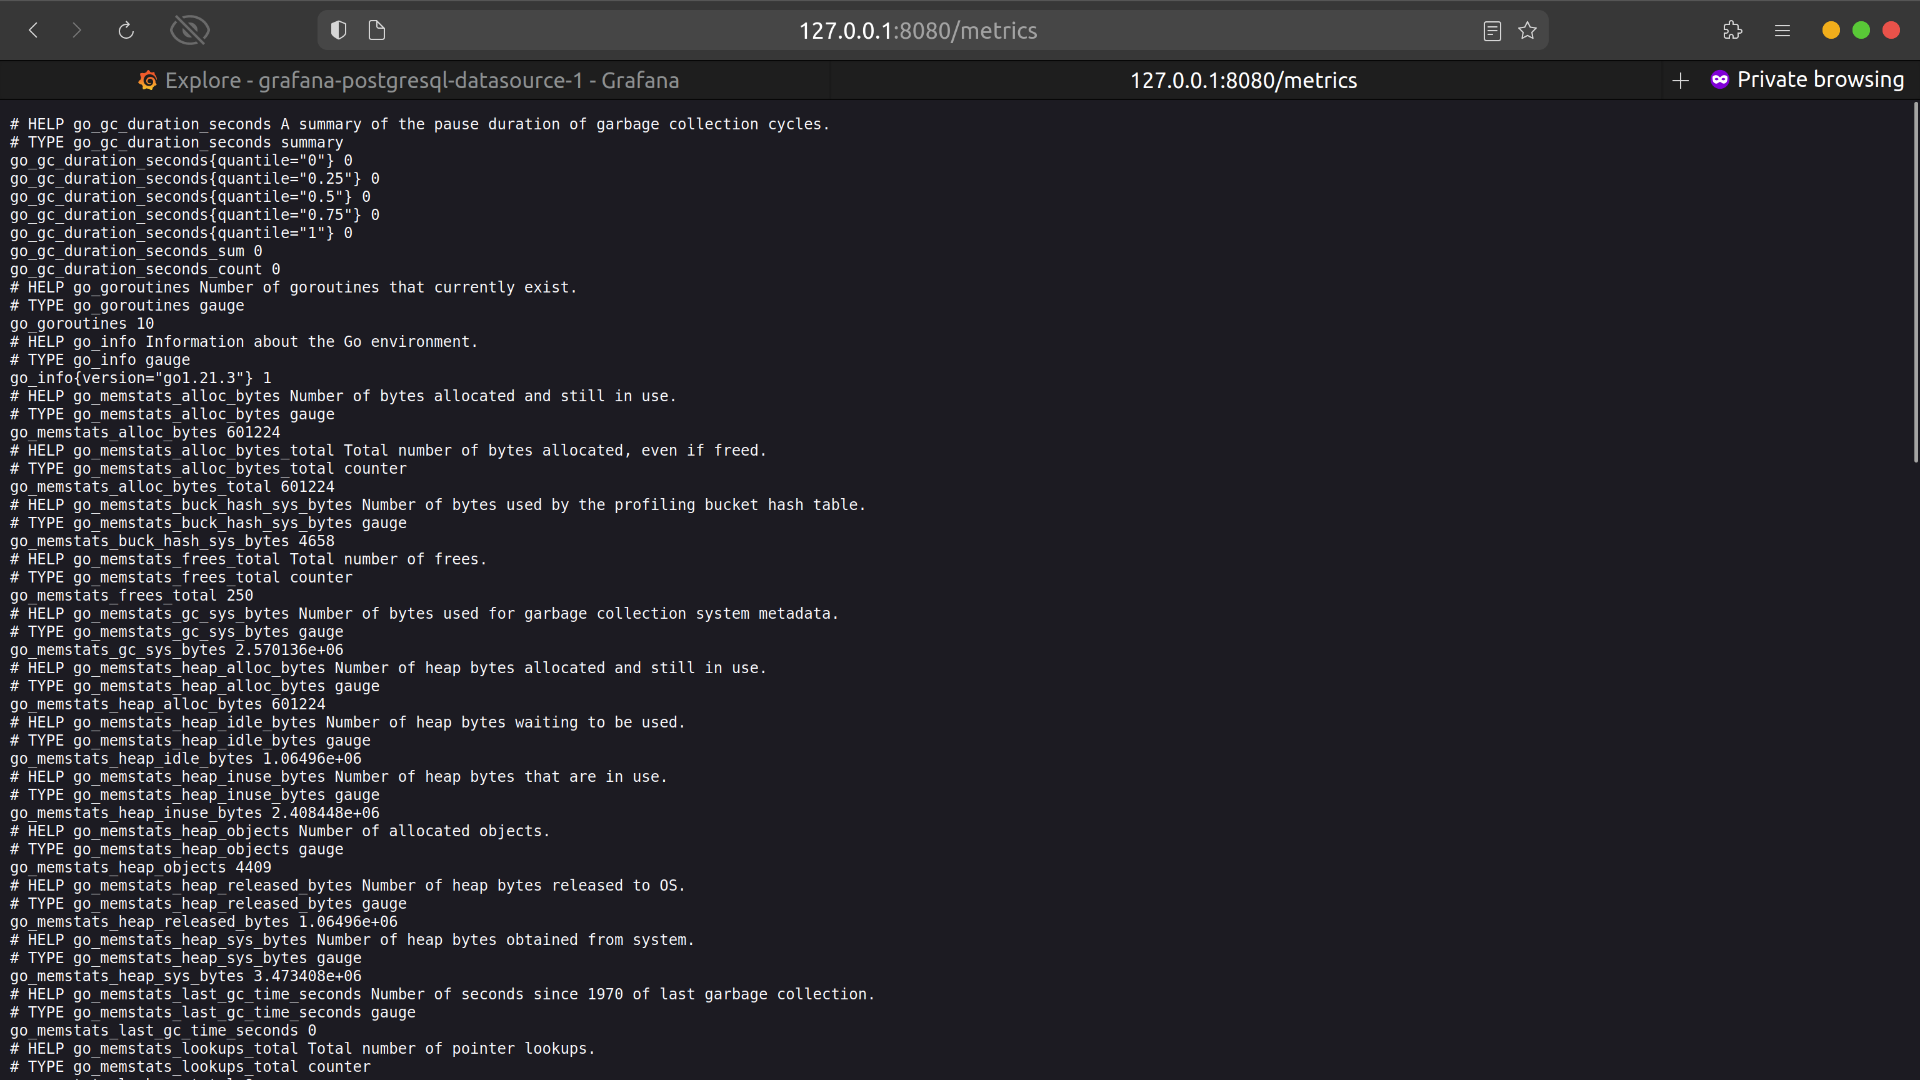 127.0.0.1:8080/metrics
Explore - grafana-postgresql-datasource-1 - Grafana
127.0.0.1:8080/metrics
Private browsing
# HELP go_gc_duration_seconds A summary of the pause duration of garbage collection cycles.
# TYPE go_gc_duration_seconds summary
go_gc_duration_seconds{quantile="0"} 0
go_gc_duration_seconds{quantile="0.25"} 0
go_gc_duration_seconds{quantile="0.5"} 0
go_gc_duration_seconds{quantile="0.75"} 0
go_gc_duration_seconds{quantile="1"} 0
go_gc_duration_seconds_sum 0
go_gc_duration_seconds_count 0
# HELP go_goroutines Number of goroutines that currently exist.
# TYPE go_goroutines gauge
go_goroutines 10
# HELP go_info Information about the Go environment.
# TYPE go_info gauge
go_info{version="go1.21.3"} 1
# HELP go_memstats_alloc_bytes Number of bytes allocated and still in use.
# TYPE go_memstats_alloc_bytes gauge
go_memstats_alloc_bytes 601224
# HELP go_memstats_alloc_bytes_total Total number of bytes allocated, even if freed.
# TYPE go_memstats_alloc_bytes_total counter
go_memstats_alloc_bytes_total 601224
# HELP go_memstats_buck_hash_sys_bytes Number of bytes used by the profiling bucket hash table.
# TYPE go_memstats_buck_hash_sys_bytes gauge
go_memstats_buck_hash_sys_bytes 4658
# HELP go_memstats_frees_total Total number of frees.
# TYPE go_memstats_frees_total counter
go_memstats_frees_total 250
# HELP go_memstats_gc_sys_bytes Number of bytes used for garbage collection system metadata.
# TYPE go_memstats_gc_sys_bytes gauge
go_memstats_gc_sys_bytes 2.570136e+06
# HELP go_memstats_heap_alloc_bytes Number of heap bytes allocated and still in use.
# TYPE go_memstats_heap_alloc_bytes gauge
go_memstats_heap_alloc_bytes 601224
# HELP go_memstats_heap_idle_bytes Number of heap bytes waiting to be used.
# TYPE go_memstats_heap_idle_bytes gauge
go_memstats_heap_idle_bytes 1.06496e+06
# HELP go_memstats_heap_inuse_bytes Number of heap bytes that are in use.
# TYPE go_memstats_heap_inuse_bytes gauge
go_memstats_heap_inuse_bytes 2.408448e+06
# HELP go_memstats_heap_objects Number of allocated objects.
# TYPE go_memstats_heap_objects gauge
go_memstats_heap_objects 4409
# HELP go_memstats_heap_released_bytes Number of heap bytes released to OS.
# TYPE go_memstats_heap_released_bytes gauge
go_memstats_heap_released_bytes 1.06496e+06
# HELP go_memstats_heap_sys_bytes Number of heap bytes obtained from system.
# TYPE go_memstats_heap_sys_bytes gauge
go_memstats_heap_sys_bytes 3.473408e+06
# HELP go_memstats_last_gc_time_seconds Number of seconds since 1970 of last garbage collection.
# TYPE go_memstats_last_gc_time_seconds gauge
go_memstats_last_gc_time_seconds 0
# HELP go_memstats_lookups_total Total number of pointer lookups.
# TYPE go_memstats_lookups_total counter